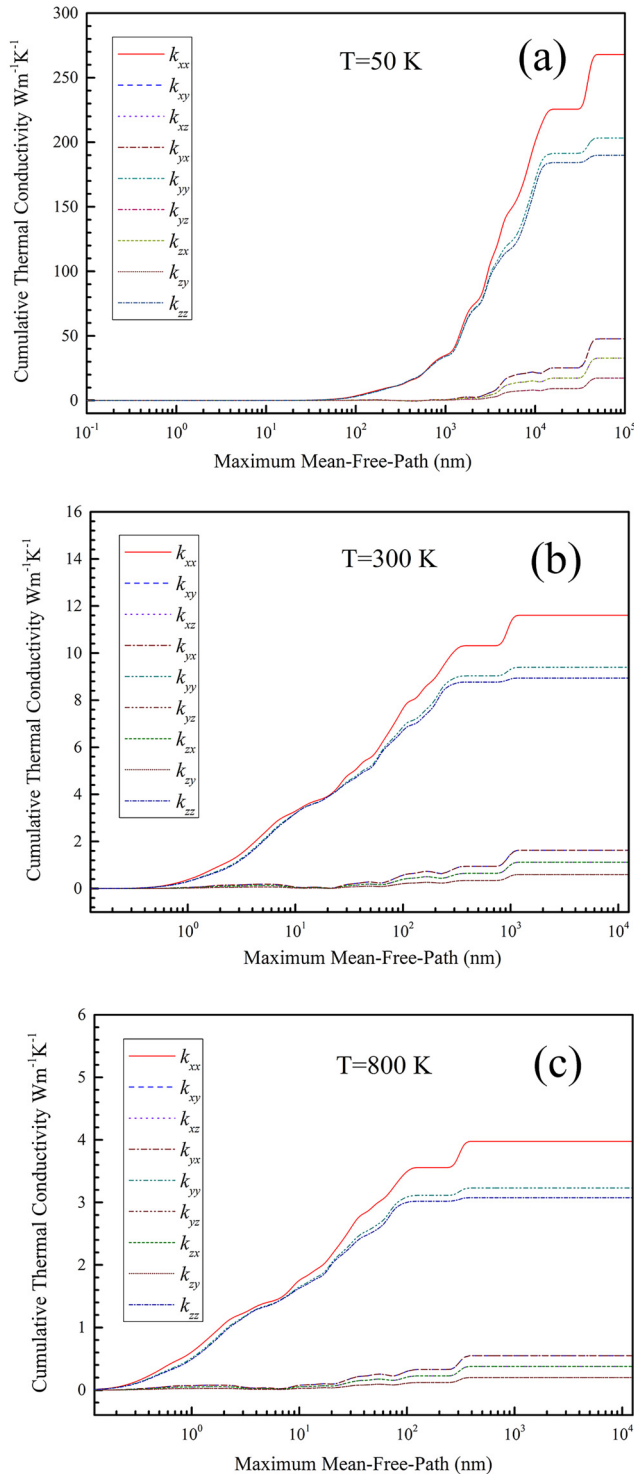 300
250
200
150
100
50
0
Cumulative Thermal Conductivity Wm⁻¹K⁻¹
k_xx
k_xy
k_xz
k_yx
k_yy
k_yz
k_zx
k_zy
k_zz
T=50 K
(a)
10⁻¹ 10⁰ 10¹ 10² 10³ 10⁴ 10⁵
Maximum Mean-Free-Path (nm)
16
14
12
10
8
6
4
2
0
Cumulative Thermal Conductivity Wm⁻¹K⁻¹
k_xx
k_xy
k_xz
k_yx
k_yy
k_yz
k_zx
k_zy
k_zz
T=300 K
(b)
10⁰ 10¹ 10² 10³ 10⁴
Maximum Mean-Free-Path (nm)
6
5
4
3
2
1
0
Cumulative Thermal Conductivity Wm⁻¹K⁻¹
k_xx
k_xy
k_xz
k_yx
k_yy
k_yz
k_zx
k_zy
k_zz
T=800 K
(c)
10⁰ 10¹ 10² 10³ 10⁴
Maximum Mean-Free-Path (nm)